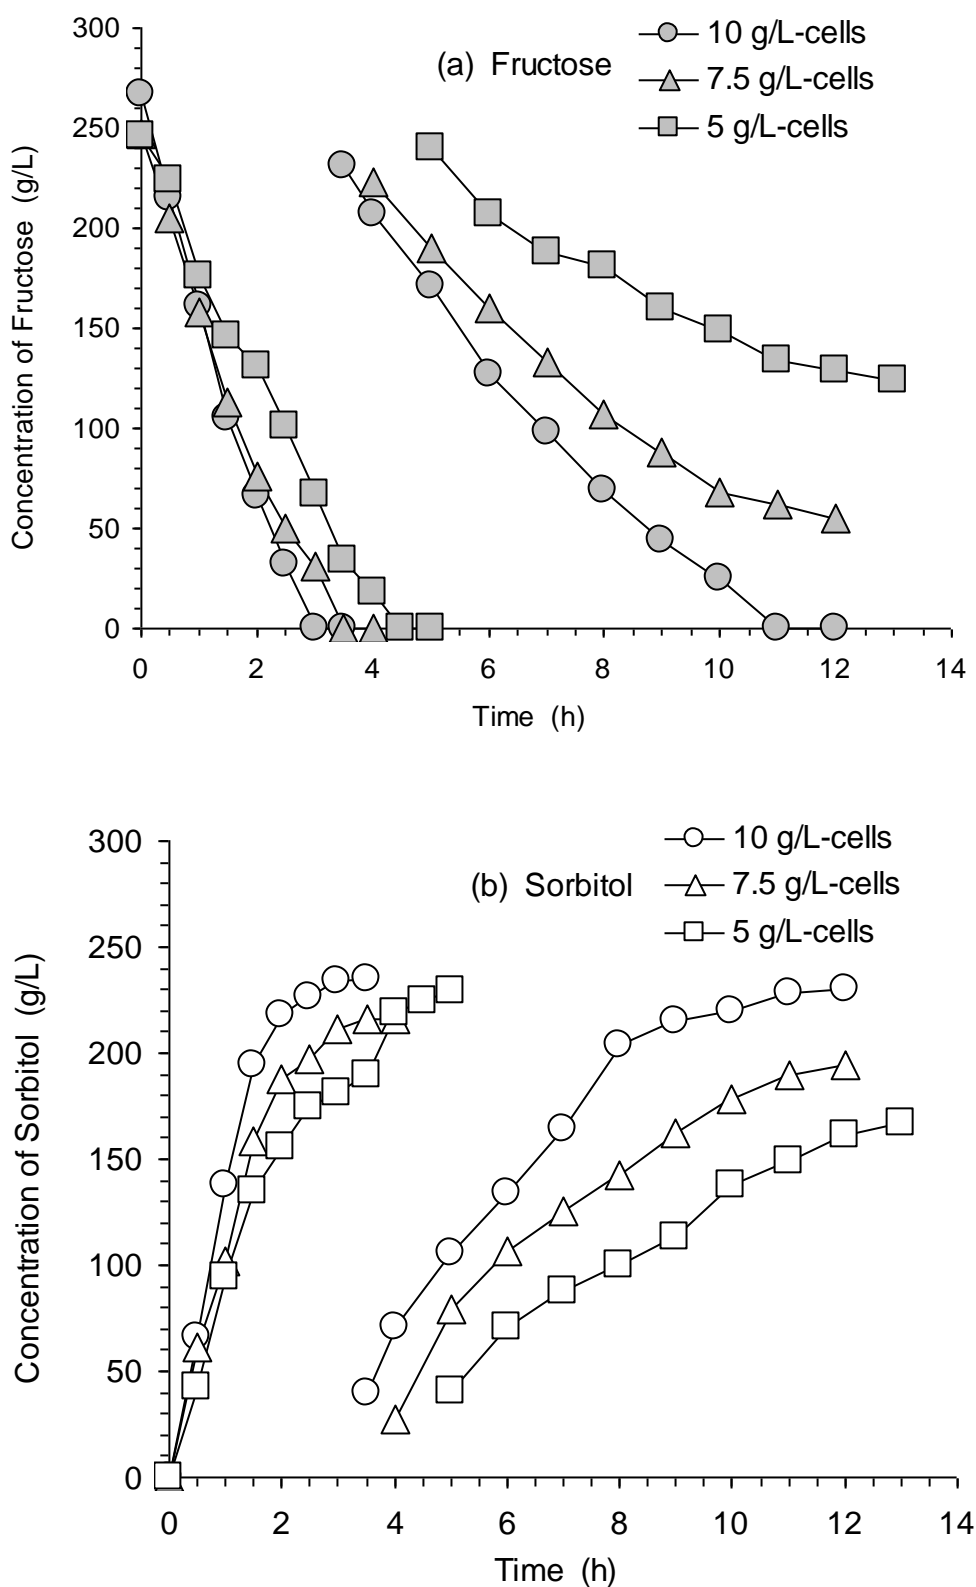 300
250
200
150
100
50
0
Concentration of Fructose (g/L)
(a) Fructose
10 g/L-cells
7.5 g/L-cells
5 g/L-cells
0 2 4 6 8 10 12 14
Time (h)
300
250
200
150
100
50
0
Concentration of Sorbitol (g/L)
(b) Sorbitol
10 g/L-cells
7.5 g/L-cells
5 g/L-cells
0 2 4 6 8 10 12 14
Time (h)